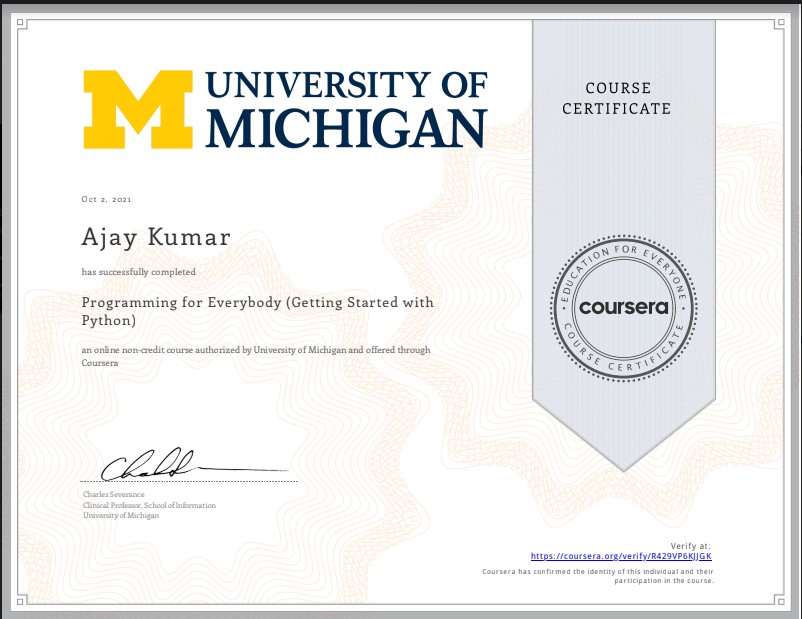 UNIVERSITY OF
MICHIGAN
COURSE
CERTIFICATE
Oct 2, 2021
Ajay Kumar
has successfully completed
Programming for Everybody (Getting Started with
Python)
an online non-credit course authorized by University of Michigan and offered through
Coursera
EDUCATION FOR EVERYONE
coursera
COURSE CERTIFICATE
Charles Severance
Clinical Professor, School of Information
University of Michigan
Verify at:
https://coursera.org/verify/R429VP6KJJGK
Coursera has confirmed the identity of this individual and their
participation in the course.